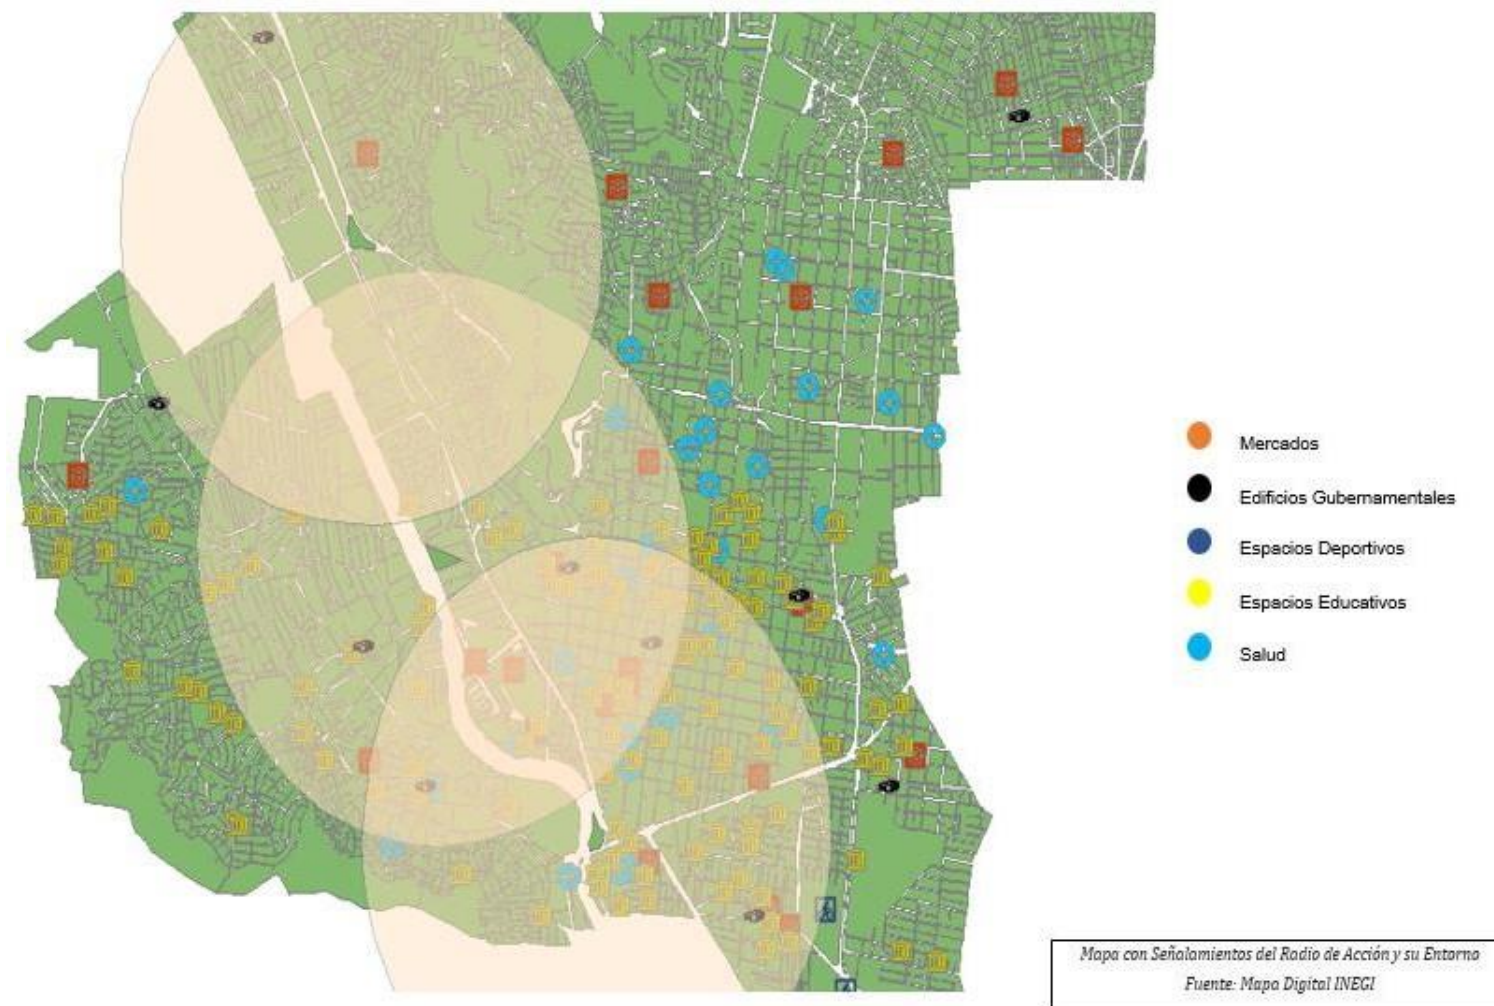 Mercados
Edificios Gubernamentales
Espacios Deportivos
Espacios Educativos
Salud
Mapa con Señalamientos del Radio de Acción y su Entorno
Fuente: Mapa Digital INEGI